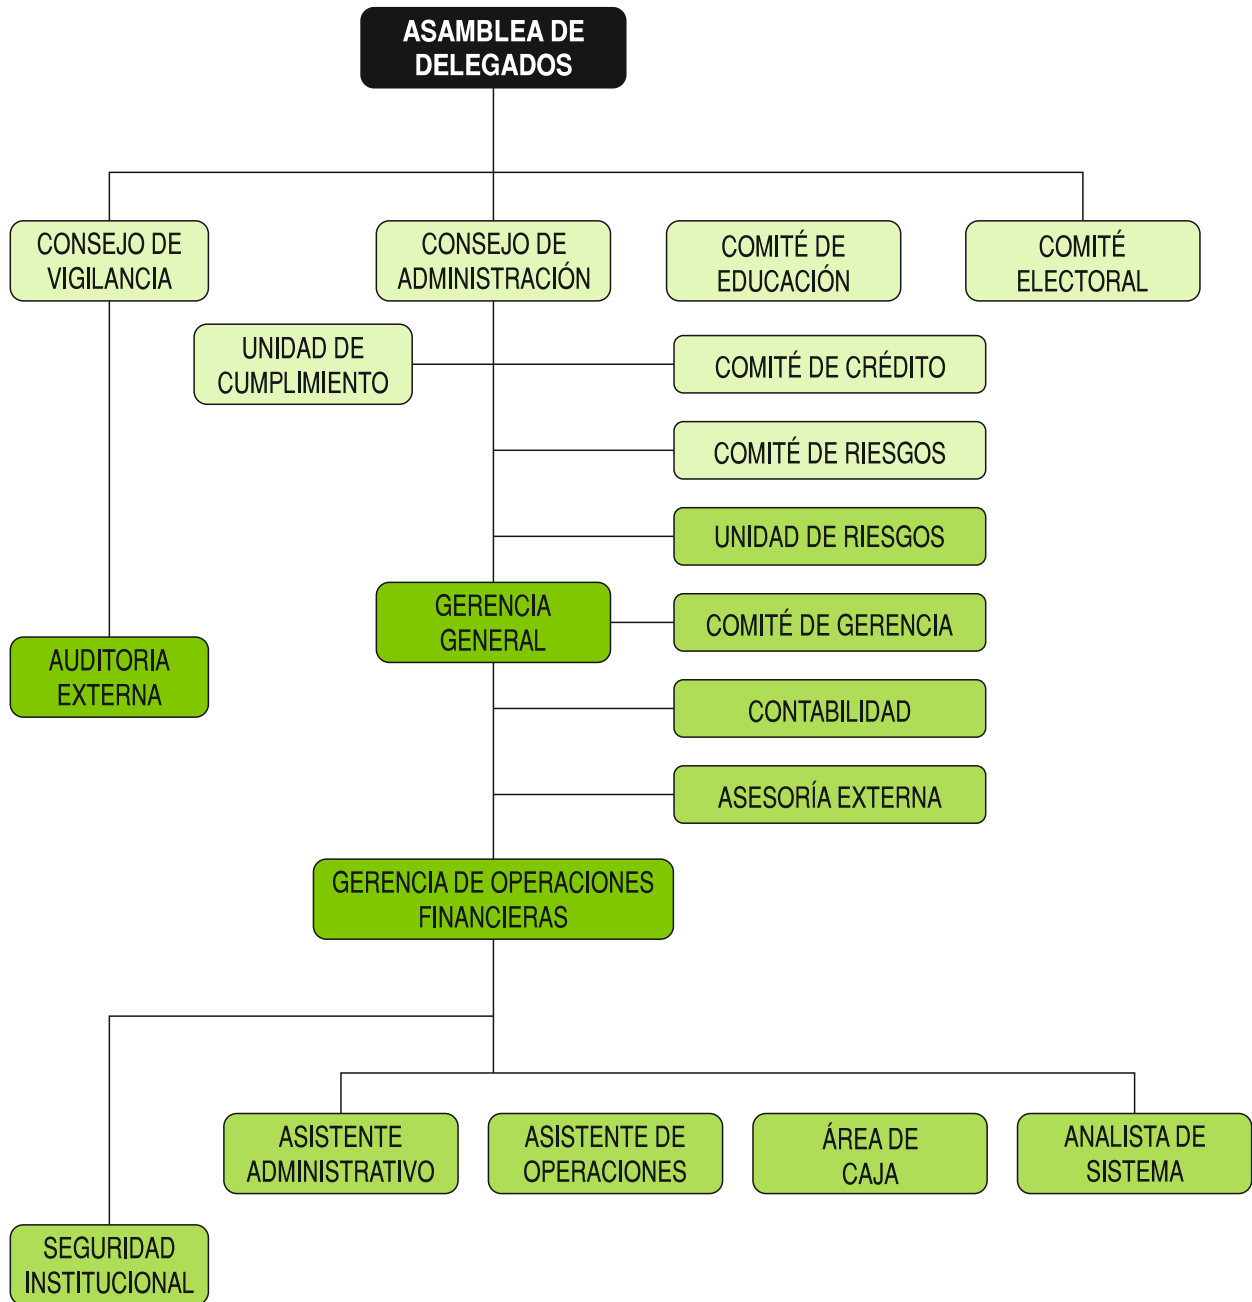 ASAMBLEA DE
DELEGADOS
CONSEJO DE
VIGILANCIA
CONSEJO DE
ADMINISTRACIÓN
COMITÉ DE
EDUCACIÓN
COMITÉ
ELECTORAL
UNIDAD DE
CUMPLIMIENTO
COMITÉ DE CRÉDITO
COMITÉ DE RIESGOS
UNIDAD DE RIESGOS
GERENCIA
GENERAL
COMITÉ DE GERENCIA
AUDITORIA
EXTERNA
CONTABILIDAD
ASESORÍA EXTERNA
GERENCIA DE OPERACIONES
FINANCIERAS
ASISTENTE
ADMINISTRATIVO
ASISTENTE DE
OPERACIONES
ÁREA DE
CAJA
ANALISTA DE
SISTEMA
SEGURIDAD
INSTITUCIONAL